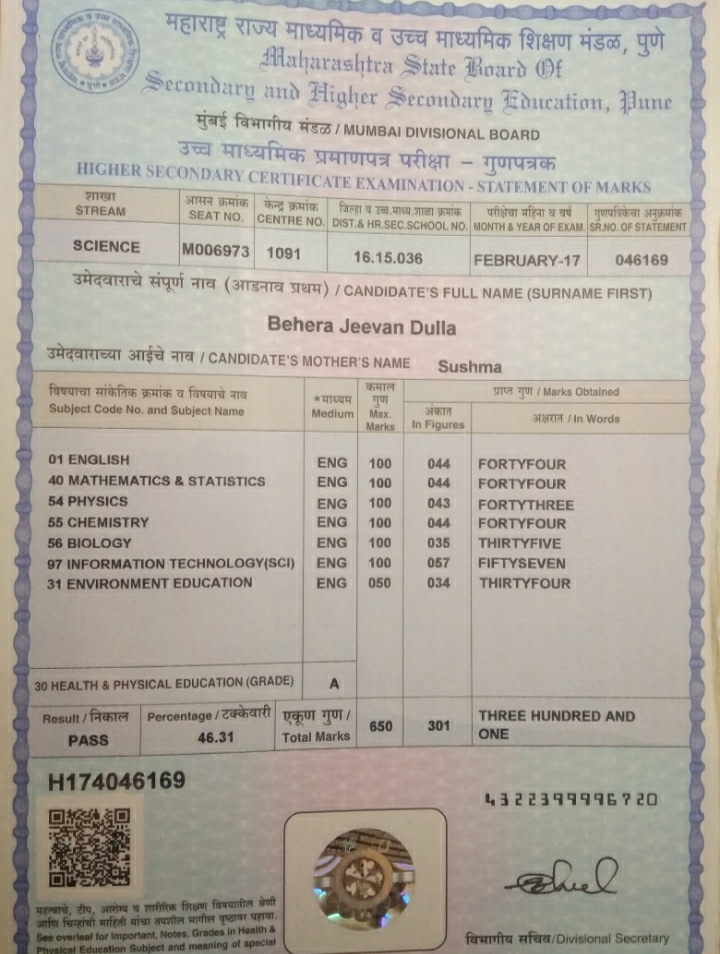 महाराष्ट्र राज्य माध्यमिक व उच्च माध्यमिक शिक्षण मंडळ, पुणे
Maharashtra State Board Of
Secondary and Higher Secondary Education, Pune
मुंबई विभागीय मंडळ / MUMBAI DIVISIONAL BOARD
उच्च माध्यमिक प्रमाणपत्र परीक्षा – गुणपत्रक
HIGHER SECONDARY CERTIFICATE EXAMINATION - STATEMENT OF MARKS
शाखा आसन क्रमांक केन्द्र क्रमांक जिल्हा व उच्च.माध्य.शाळा क्रमांक परीक्षेचा महिना व वर्ष गुणपत्रिकेचा अनुक्रमांक
STREAM SEAT NO. CENTRE NO. DIST.& HR.SEC.SCHOOL NO. MONTH & YEAR OF EXAM. SR.NO. OF STATEMENT
SCIENCE M006973 1091 16.15.036 FEBRUARY-17 046169
उमेदवाराचे संपूर्ण नाव (आडनाव प्रथम) / CANDIDATE'S FULL NAME (SURNAME FIRST)
Behera Jeevan Dulla
उमेदवाराच्या आईचे नाव / CANDIDATE'S MOTHER'S NAME Sushma
विषयाचा सांकेतिक क्रमांक व विषयाचे नाव
Subject Code No. and Subject Name
*माध्यम
Medium
कमाल
गुण
Max.
Marks
प्राप्त गुण / Marks Obtained
अंकात
In Figures
अक्षरात / In Words
01 ENGLISH ENG 100 044 FORTYFOUR
40 MATHEMATICS & STATISTICS ENG 100 044 FORTYFOUR
54 PHYSICS ENG 100 043 FORTYTHREE
55 CHEMISTRY ENG 100 044 FORTYFOUR
56 BIOLOGY ENG 100 035 THIRTYFIVE
97 INFORMATION TECHNOLOGY(SCI) ENG 100 057 FIFTYSEVEN
31 ENVIRONMENT EDUCATION ENG 050 034 THIRTYFOUR
30 HEALTH & PHYSICAL EDUCATION (GRADE) A
Result / निकाल Percentage / टक्केवारी एकूण गुण / 650 301 THREE HUNDRED AND
PASS 46.31 Total Marks ONE
H174046169
4322399996720
महत्वाचे, टीप, आरोग्य व शारीरिक शिक्षण विषयातील श्रेणी
आणि चिन्हांची माहिती यांचा तपशील मागील पृष्ठावर पहावा.
See overleaf for Important, Notes, Grades in Health &
Physical Education Subject and meaning of special
विभागीय सचिव/Divisional Secretary